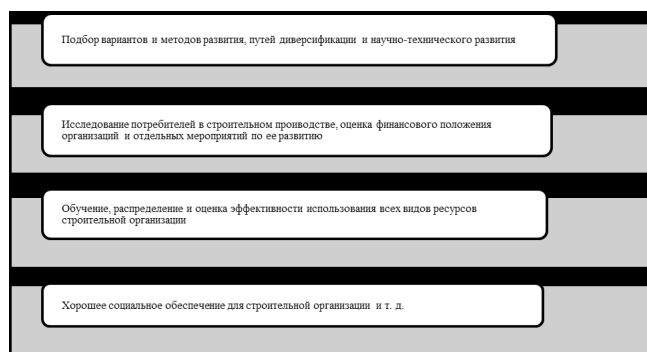 Подбор вариантов и методов развития, путей диверсификации и научно-технического развития
Исследование потребителей в строительном проиводстве, оценка финансового положения
организаций и отдельных мероприятий по ее развитию
Обучение, распределение и оценка эффективности использования всех видов ресурсов
строительной организации
Хорошее социальное обеспечение для строительной организации и т. д.